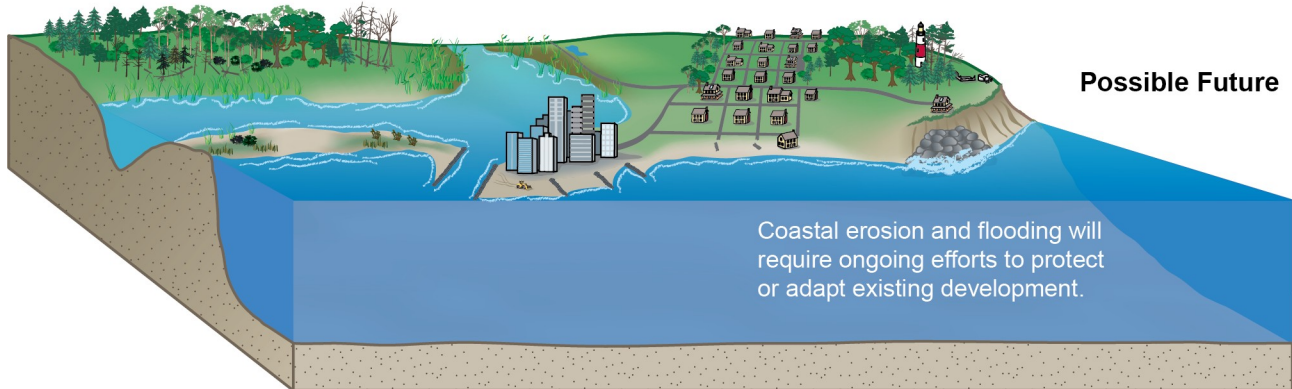 Possible Future
Coastal erosion and flooding will
require ongoing efforts to protect
or adapt existing development.